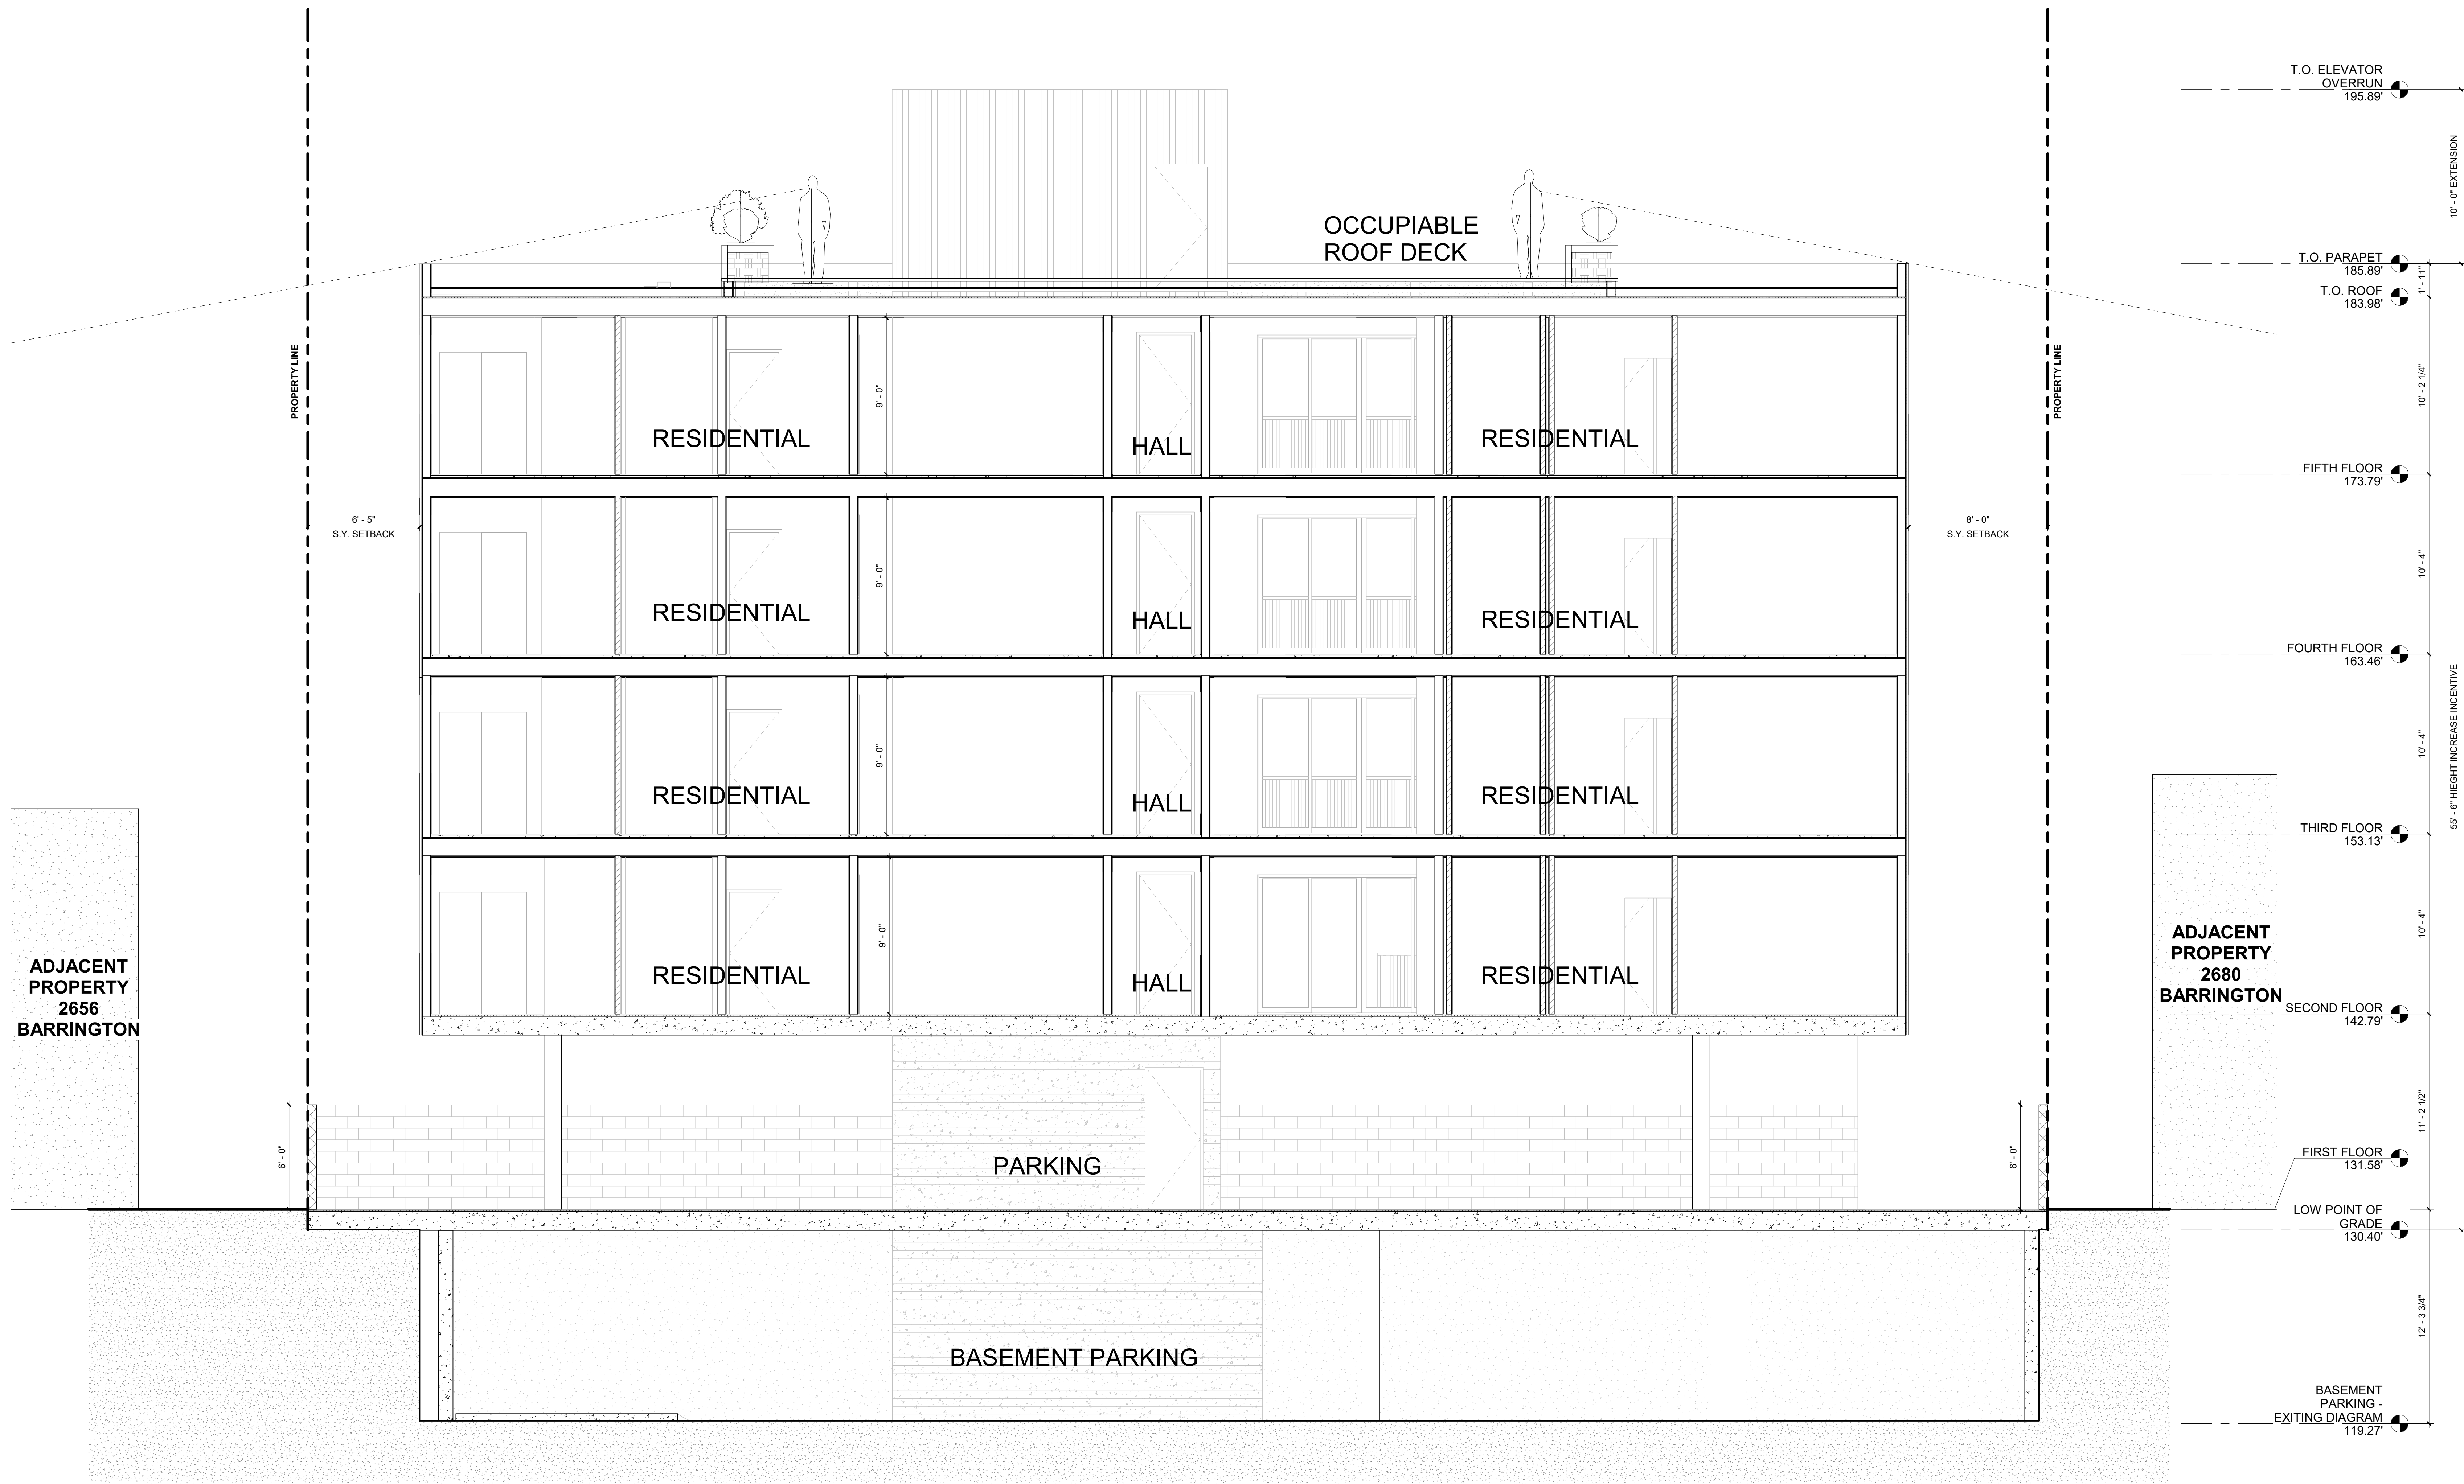 T.O. ELEVATOR
OVERRUN
195.89'
10' - 0" EXTENSION
OCCUPIABLE
ROOF DECK
T.O. PARAPET
185.89'
1' - 11"
T.O. ROOF
183.98'
PROPERTY LINE
PROPERTY LINE
9' - 0"
10' - 2 1/4"
RESIDENTIAL
HALL
RESIDENTIAL
FIFTH FLOOR
173.79'
6' - 5"
S.Y. SETBACK
8' - 0"
S.Y. SETBACK
9' - 0"
10' - 4"
RESIDENTIAL
HALL
RESIDENTIAL
FOURTH FLOOR
163.46'
55' - 6" HIEGHT INCREASE INCENTIVE
9' - 0"
10' - 4"
RESIDENTIAL
HALL
RESIDENTIAL
THIRD FLOOR
153.13'
9' - 0"
10' - 4"
ADJACENT
PROPERTY
2656
BARRINGTON
RESIDENTIAL
HALL
RESIDENTIAL
ADJACENT
PROPERTY
2680
BARRINGTON
SECOND FLOOR
142.79'
11' - 2 1/2"
6' - 0"
PARKING
6' - 0"
FIRST FLOOR
131.58'
LOW POINT OF
GRADE
130.40'
12' - 3 3/4"
BASEMENT PARKING
BASEMENT
PARKING -
EXITING DIAGRAM
119.27'